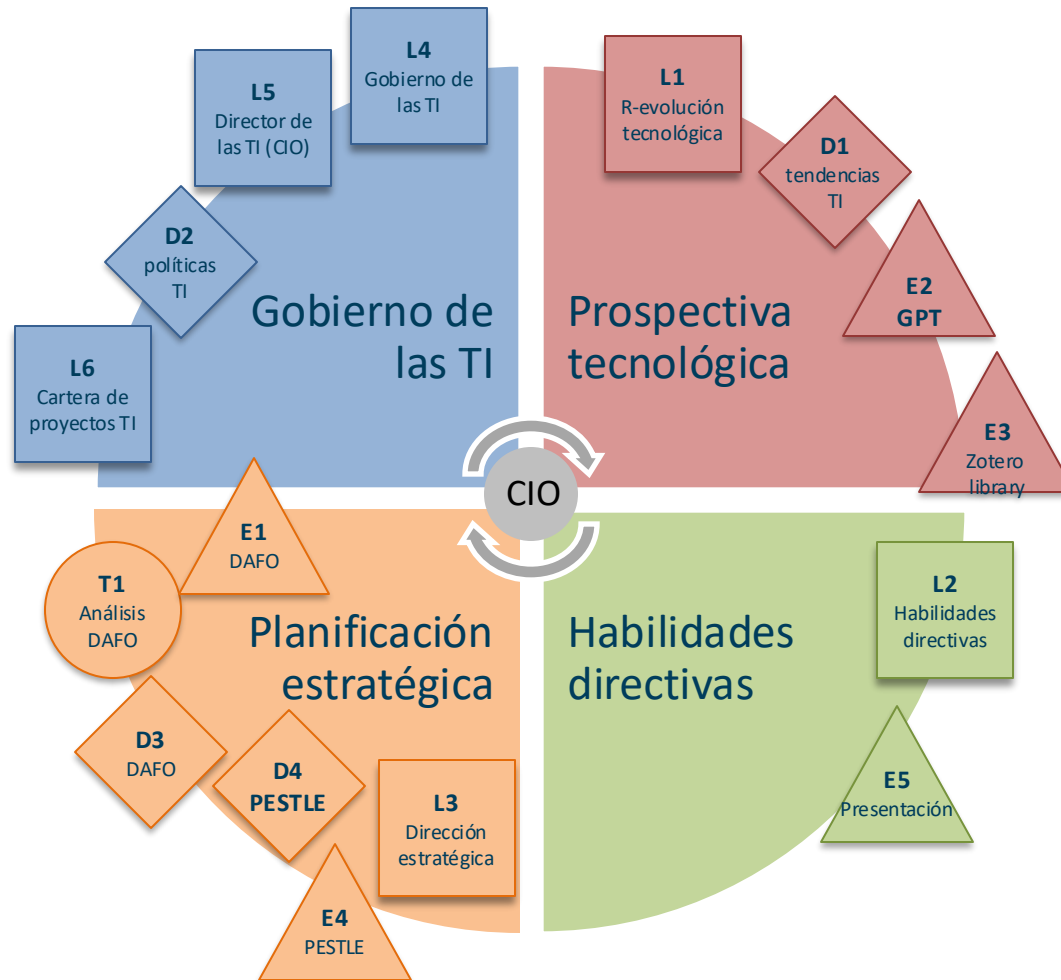 L4
Gobierno de
las TI
L5
Director de
las TI (CIO)
D2
políticas
TI
L6
Cartera de
proyectos TI
Gobierno de
las TI
L1
R-evolución
tecnológica
D1
tendencias
TI
E2
GPT
E3
Zotero
library
Prospectiva
tecnológica
CIO
E1
DAFO
T1
Análisis
DAFO
D3
DAFO
D4
PESTLE
L3
Dirección
estratégica
E4
PESTLE
Planificación
estratégica
Habilidades
directivas
L2
Habilidades
directivas
E5
Presentación